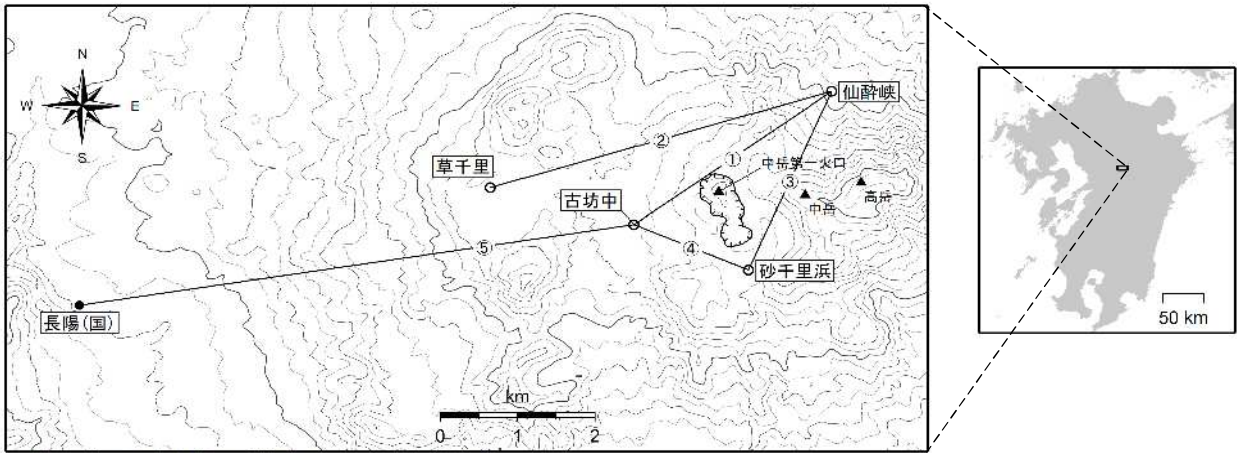 N
W
E
S
仙酔峡
②
草千里
①
中岳第一火口
③
古坊中
中岳
高岳
⑤
④
砂千里浜
長陽(国)
km
0
1
2
50 km